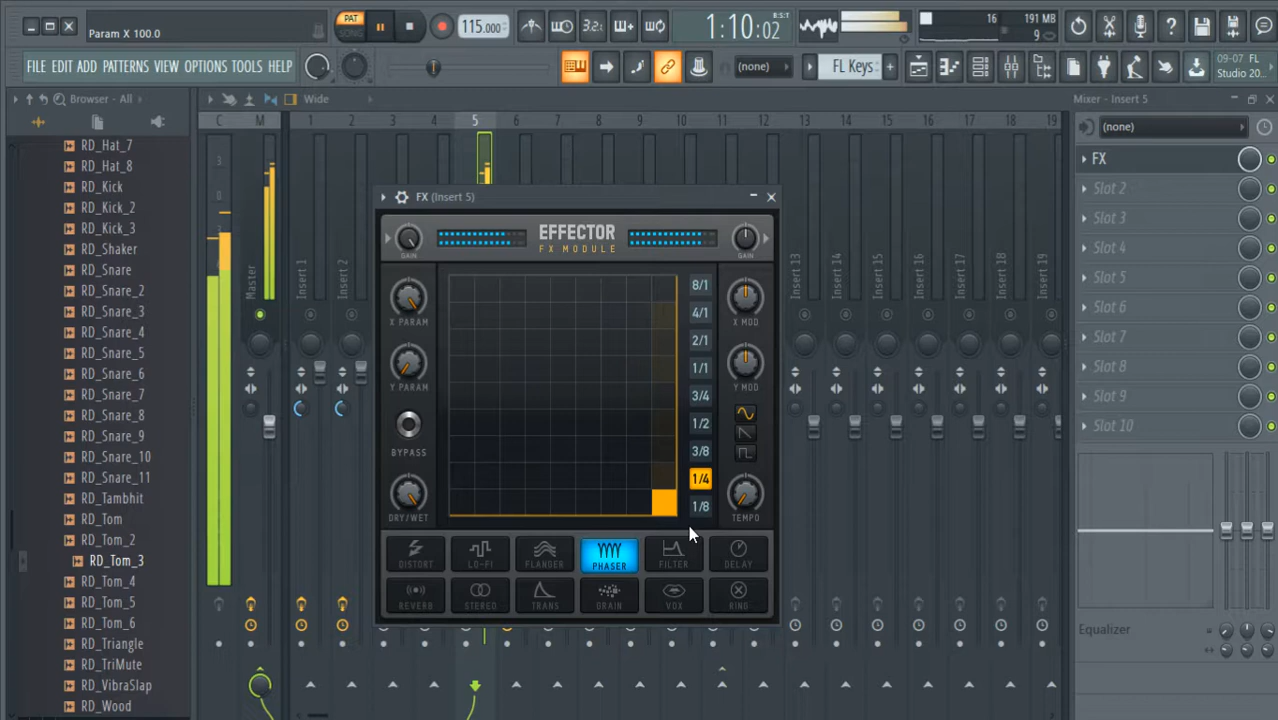 Param X 100.0
PAT
SONG
115.000
3.2:
1:10:02
B:S:T
16
191 MB
9
FILE EDIT ADD PATTERNS VIEW OPTIONS TOOLS HELP
(none)
FL Keys
09-07 FL
Studio 20...
Browser - All
Wide
Mixer - Insert 5
C
M
1
2
3
4
5
6
7
8
9
10
11
12
13
14
15
16
17
18
19
(none)
RD_Hat_7
RD_Hat_8
RD_Kick
RD_Kick_2
RD_Kick_3
RD_Shaker
RD_Snare
RD_Snare_2
RD_Snare_3
RD_Snare_4
RD_Snare_5
RD_Snare_6
RD_Snare_7
RD_Snare_8
RD_Snare_9
RD_Snare_10
RD_Snare_11
RD_Tambhit
RD_Tom
RD_Tom_2
RD_Tom_3
RD_Tom_4
RD_Tom_5
RD_Tom_6
RD_Triangle
RD_TriMute
RD_VibraSlap
RD_Wood
3
0
Master
Insert 1
Insert 2
FX (Insert 5)
EFFECTOR
FX MODULE
GAIN
GAIN
X PARAM
Y PARAM
BYPASS
DRY/WET
8/1
4/1
2/1
1/1
3/4
1/2
3/8
1/4
1/8
X MOD
Y MOD
TEMPO
DISTORT
LO-FI
FLANGER
PHASER
FILTER
DELAY
REVERB
STEREO
TRANS
GRAIN
VOX
RING
Insert 13
Insert 14
Insert 15
Insert 16
Insert 17
Insert 18
Insert 19
FX
Slot 2
Slot 3
Slot 4
Slot 5
Slot 6
Slot 7
Slot 8
Slot 9
Slot 10
Equalizer